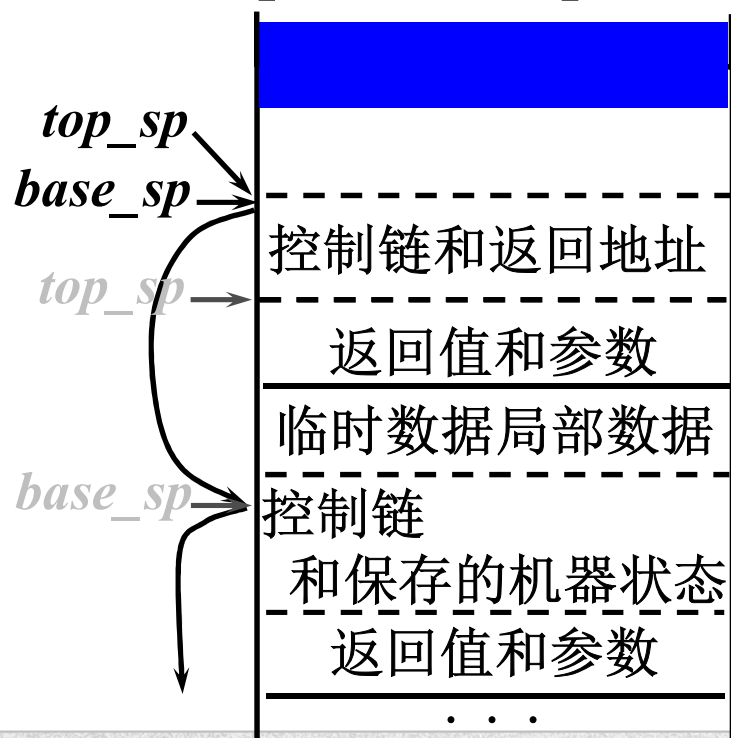 top_sp
base_sp
控制链和返回地址
top_sp
返回值和参数
临时数据局部数据
base_sp
控制链
和保存的机器状态
返回值和参数
. . .